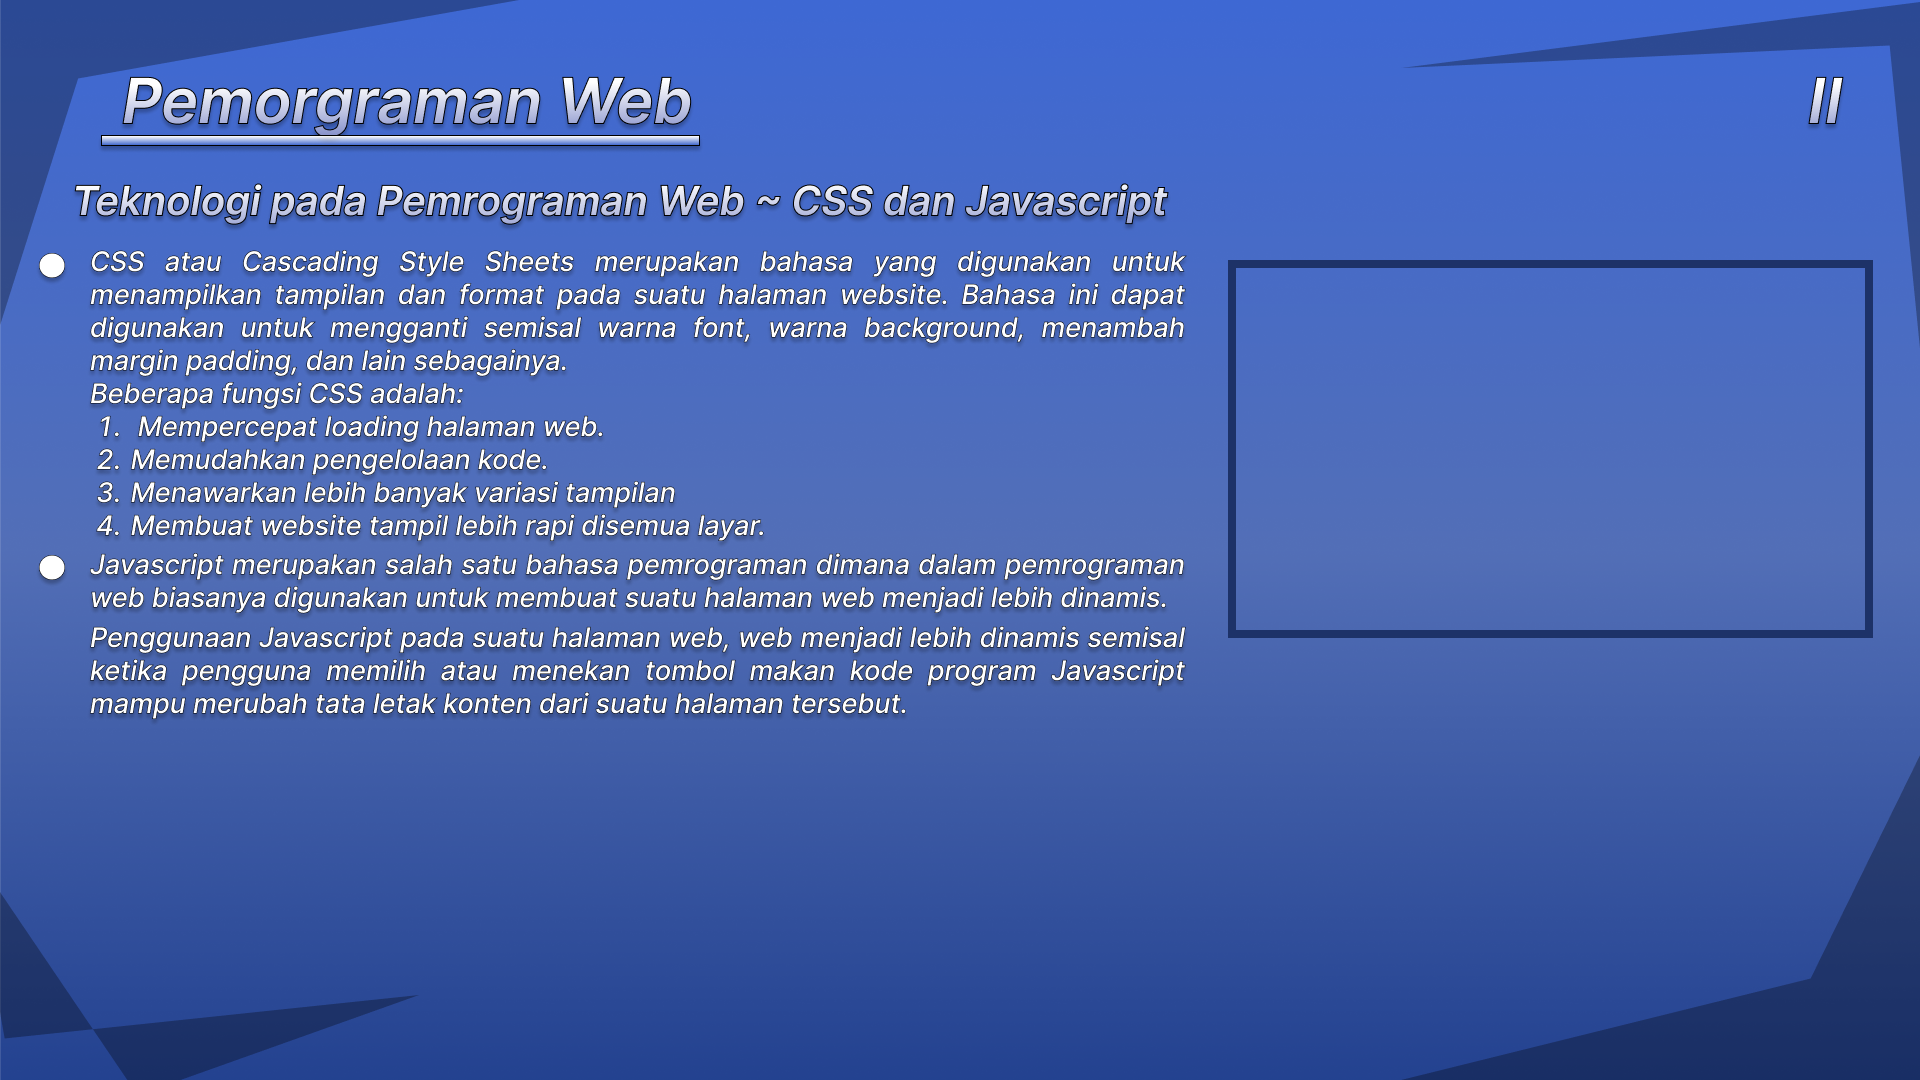 Pemorgraman Web
II
Teknologi pada Pemrograman Web ~ CSS dan Javascript
CSS atau Cascading Style Sheets merupakan bahasa yang digunakan untuk
menampilkan tampilan dan format pada suatu halaman website. Bahasa ini dapat
digunakan untuk mengganti semisal warna font, warna background, menambah
margin padding, dan lain sebagainya.
Beberapa fungsi CSS adalah:
1. Mempercepat loading halaman web.
2. Memudahkan pengelolaan kode.
3. Menawarkan lebih banyak variasi tampilan
4. Membuat website tampil lebih rapi disemua layar.
Javascript merupakan salah satu bahasa pemrograman dimana dalam pemrograman
web biasanya digunakan untuk membuat suatu halaman web menjadi lebih dinamis.
Penggunaan Javascript pada suatu halaman web, web menjadi lebih dinamis semisal
ketika pengguna memilih atau menekan tombol makan kode program Javascript
mampu merubah tata letak konten dari suatu halaman tersebut.